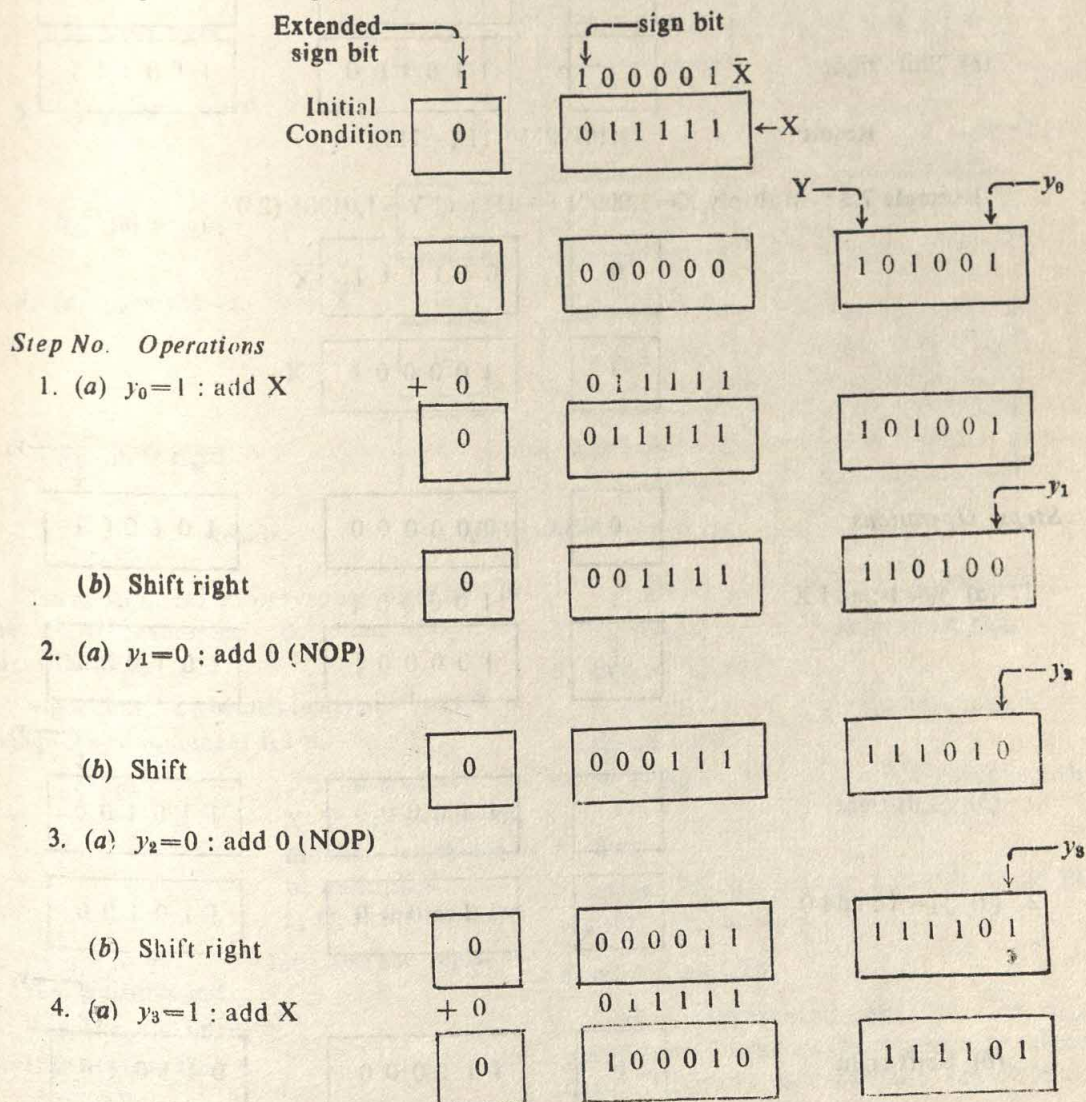 Extended sign bit
sign bit
1 1 0 0 0 0 1 X̄
Initial Condition 0 0 1 1 1 1 1 ←X
Y y₀
0 0 0 0 0 0 0 1 0 1 0 0 1
Step No. Operations
1. (a) y₀=1 : add X + 0 0 1 1 1 1 1
0 0 1 1 1 1 1 1 0 1 0 0 1
y₁
(b) Shift right 0 0 0 1 1 1 1 1 1 0 1 0 0
2. (a) y₁=0 : add 0 (NOP)
y₂
(b) Shift 0 0 0 0 1 1 1 1 1 1 0 1 0
3. (a) y₂=0 : add 0 (NOP)
y₃
(b) Shift right 0 0 0 0 0 1 1 1 1 1 1 0 1
4. (a) y₃=1 : add X + 0 0 1 1 1 1 1
0 1 0 0 0 1 0 1 1 1 1 0 1